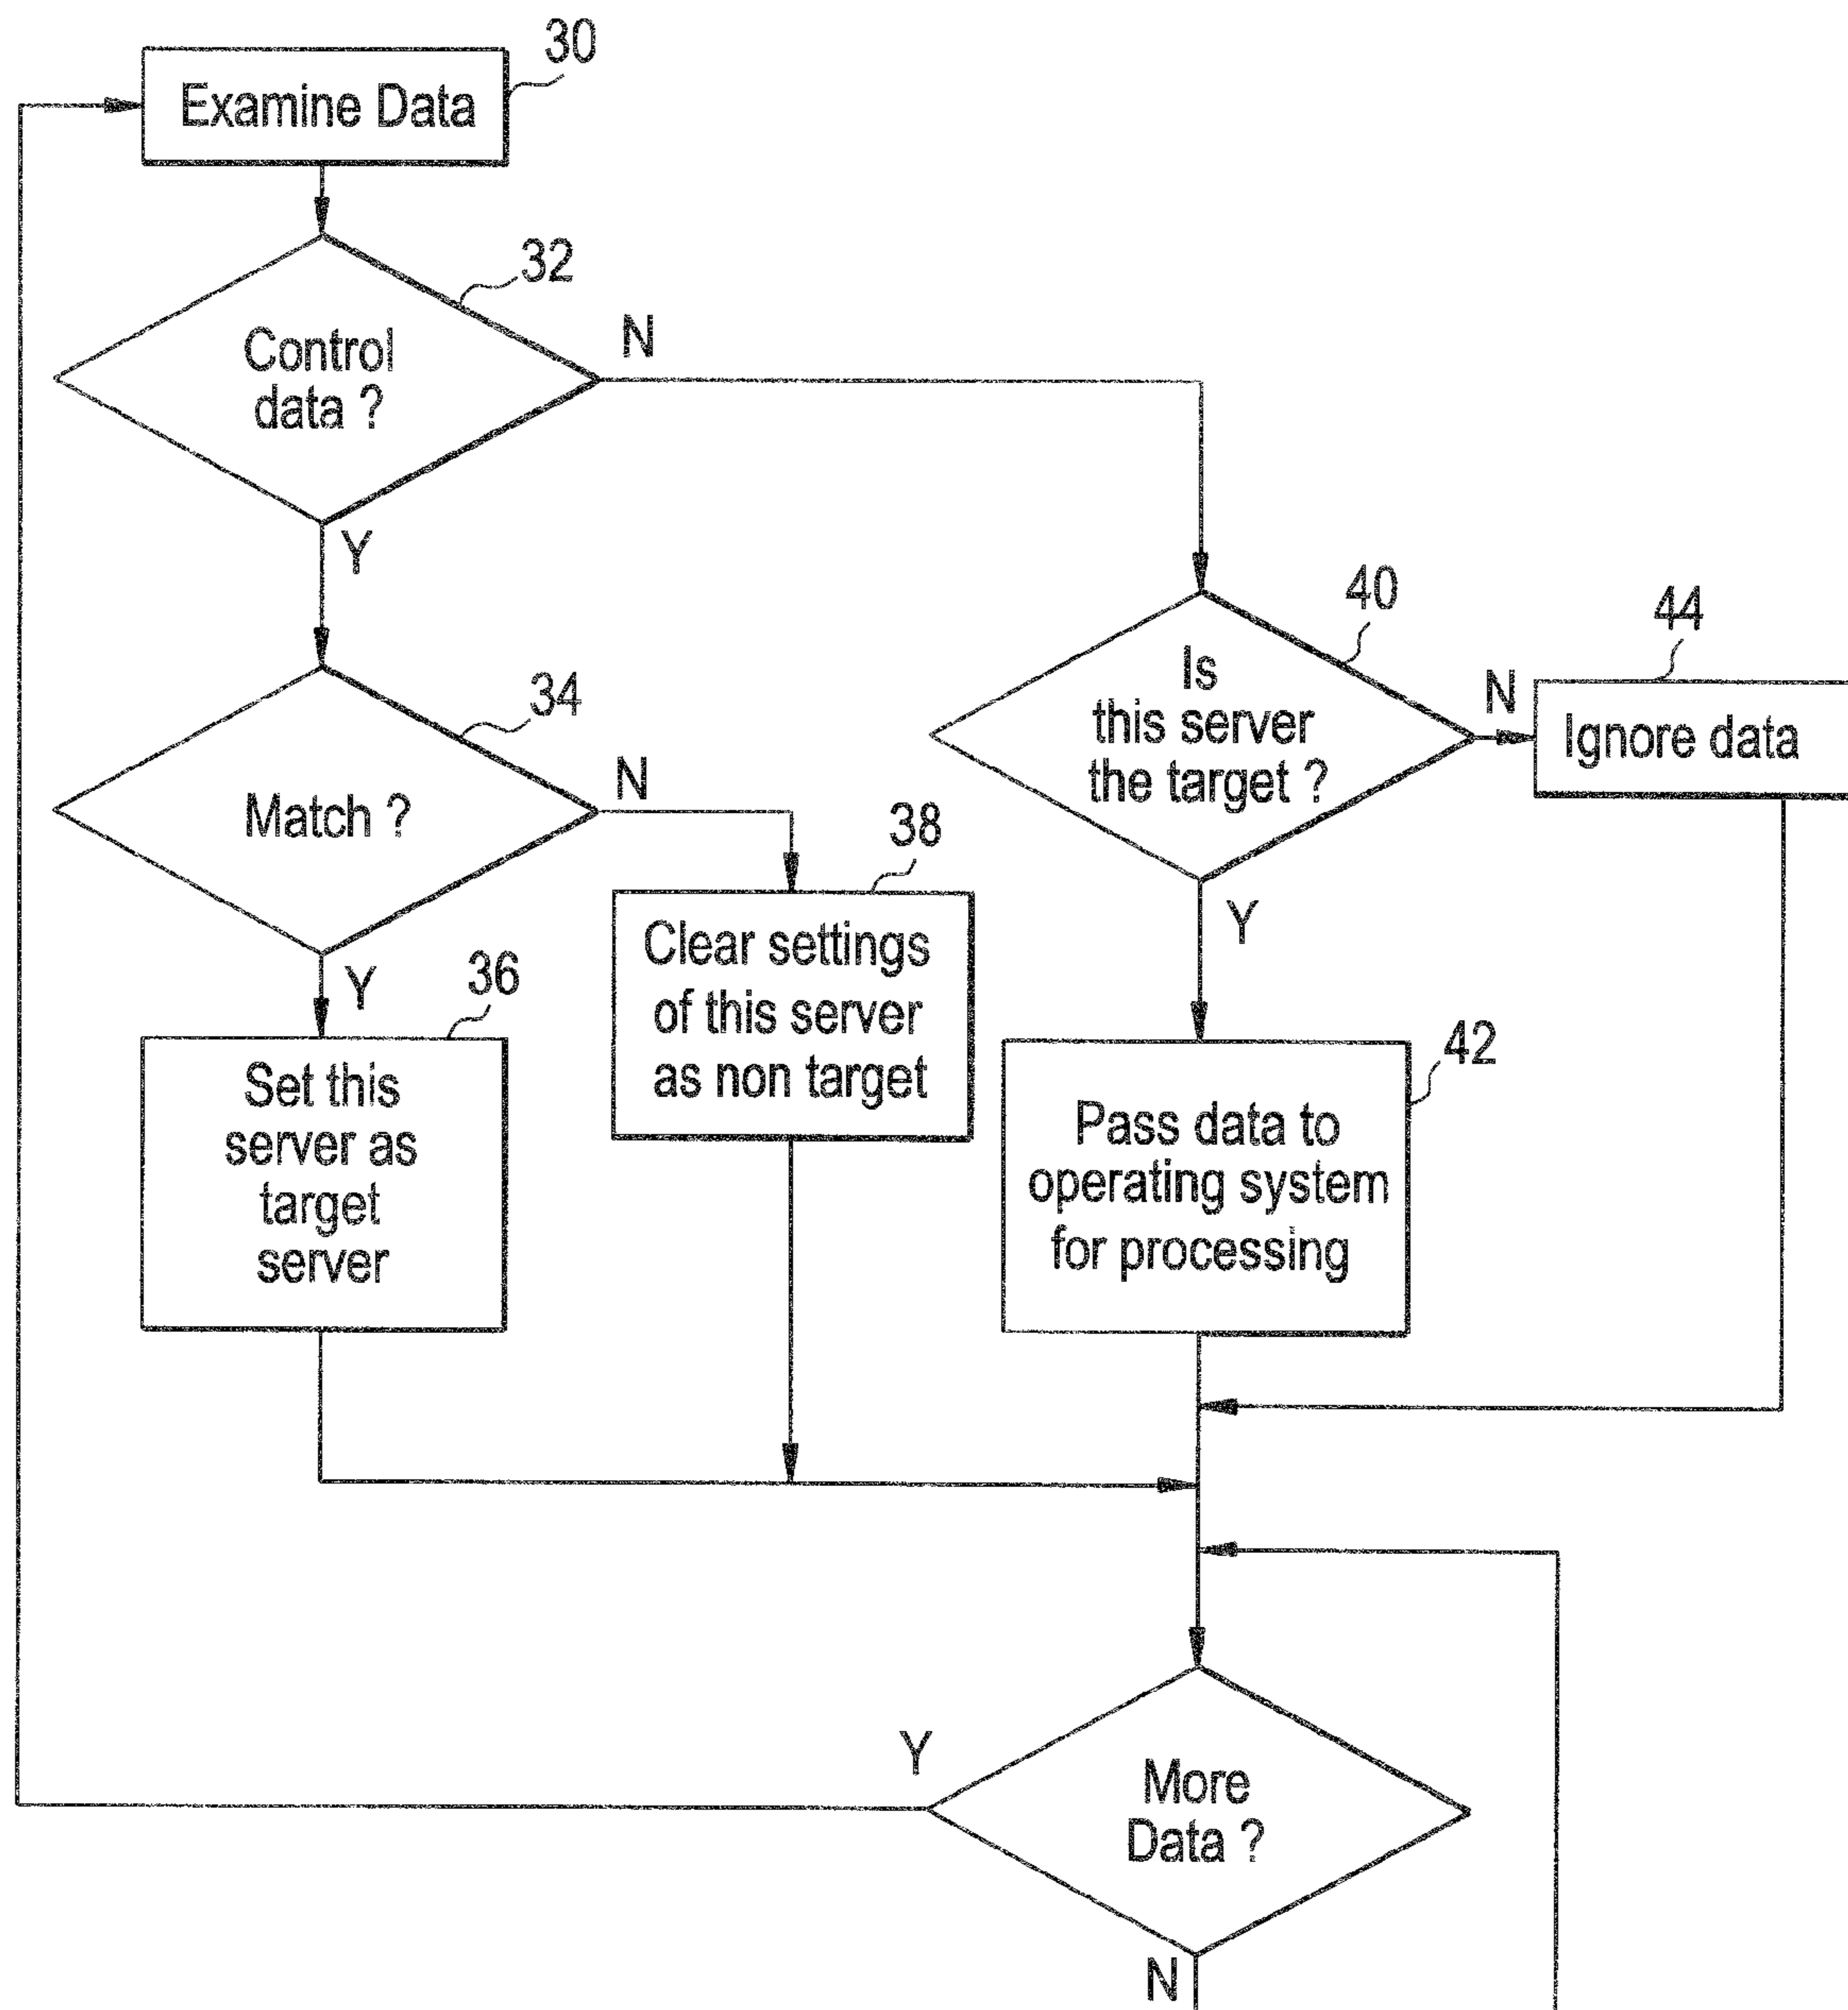 30
Examine Data
32
Control
data ?
N
Y
34
Match ?
N
Y
36
Set this
server as
target
server
38
Clear settings
of this server
as non target
40
Is
this server
the target ?
N
44
Ignore data
Y
42
Pass data to
operating system
for processing
More
Data ?
Y
N